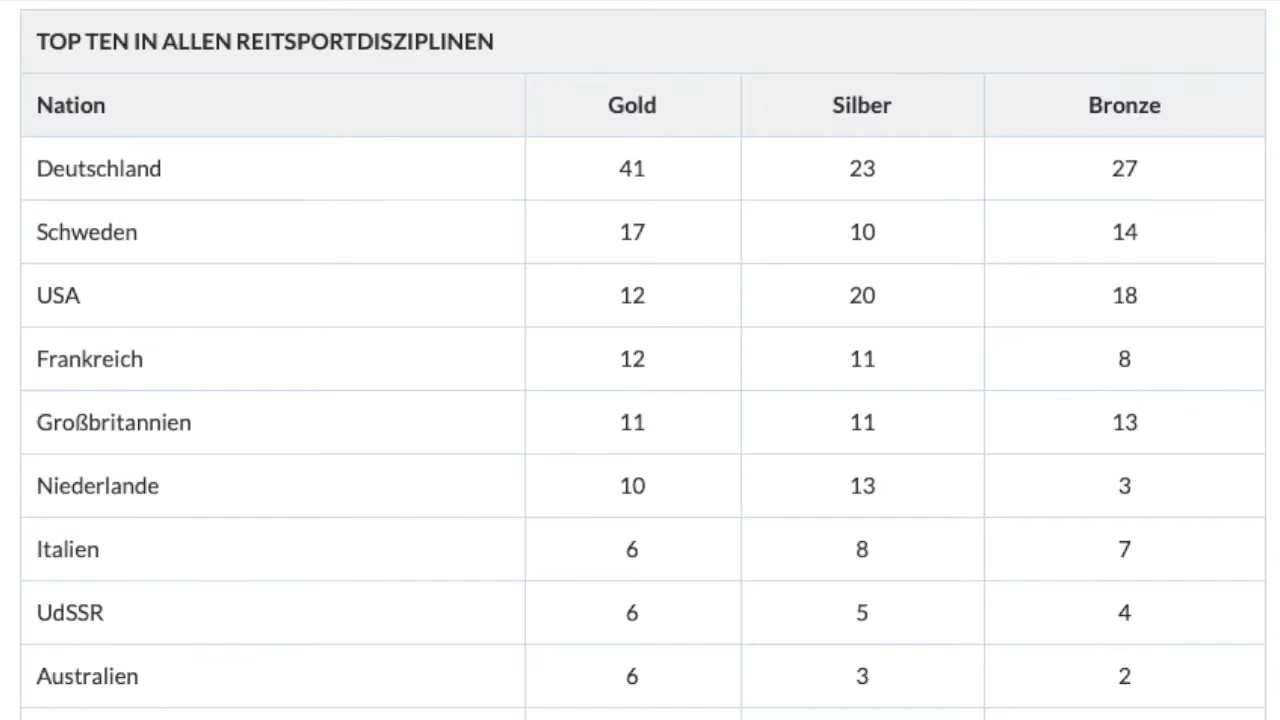 TOP TEN IN ALLEN REITSPORTDISZIPLINEN
Nation Gold Silber Bronze
Deutschland 41 23 27
Schweden 17 10 14
USA 12 20 18
Frankreich 12 11 8
Großbritannien 11 11 13
Niederlande 10 13 3
Italien 6 8 7
UdSSR 6 5 4
Australien 6 3 2